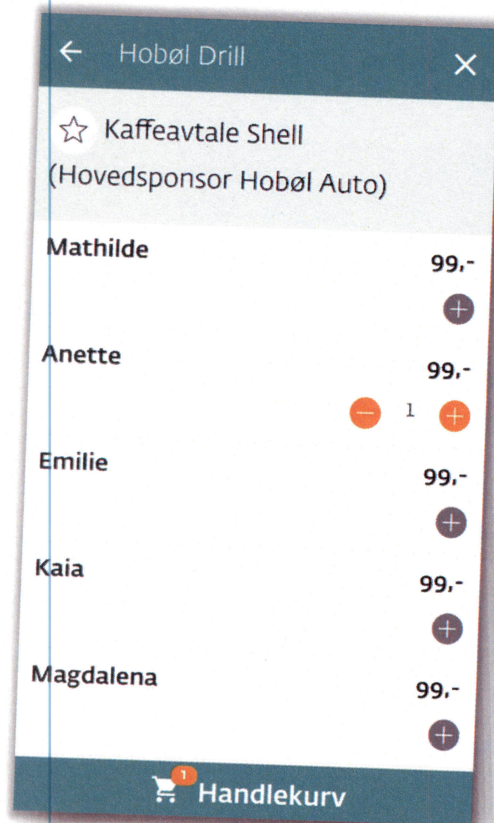 Hobøl Drill
Kaffeavtale Shell
(Hovedsponsor Hobøl Auto)
Mathilde 99,-
Anette 99,-
1
Emilie 99,-
Kaia 99,-
Magdalena 99,-
1
Handlekurv